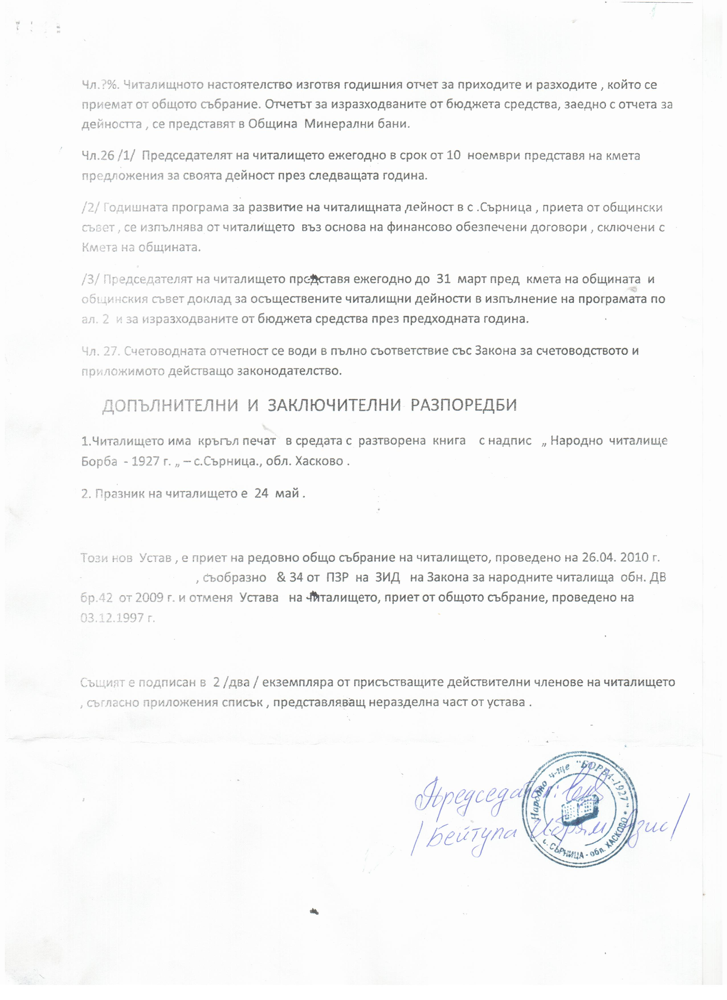 Чл.?%. Читалищното настоятелство изготвя годишния отчет за приходите и разходите , който се
приемат от общото събрание. Отчетът за изразходваните от бюджета средства, заедно с отчета за
дейността , се представят в Община Минерални бани.
Чл.26 /1/ Председателят на читалището ежегодно в срок от 10 ноември представя на кмета
предложения за своята дейност през следващата година.
/2/ Годишната програма за развитие на читалищната дейност в с .Сърница , приета от общински
съвет , се изпълнява от читалището въз основа на финансово обезпечени договори , сключени с
Кмета на общината.
/3/ Председателят на читалището представя ежегодно до 31 март пред кмета на общината и
общинския съвет доклад за осъществените читалищни дейности в изпълнение на програмата по
ал. 2 и за изразходваните от бюджета средства през предходната година.
Чл. 27. Счетоводната отчетност се води в пълно съответствие със Закона за счетоводството и
приложимото действащо законодателство.
ДОПЪЛНИТЕЛНИ И ЗАКЛЮЧИТЕЛНИ РАЗПОРЕДБИ
1.Читалището има кръгъл печат в средата с разтворена книга с надпис „ Народно читалище
Борба - 1927 г. „ – с.Сърница., обл. Хасково .
2. Празник на читалището е 24 май .
Този нов Устав , е приет на редовно общо събрание на читалището, проведено на 26.04. 2010 г.
, съобразно & 34 от ПЗР на ЗИД на Закона за народните читалища обн. ДВ
бр.42 от 2009 г. и отменя Устава на читалището, приет от общото събрание, проведено на
03.12.1997 г.
Същият е подписан в 2 /два / екземпляра от присъстващите действителни членове на читалището
, съгласно приложения списък , представляващ неразделна част от устава .
Председател:
/ Бейтула Ибрям Азис /
Народно ч-ще "БОРБА-1927"
с. СЪРНИЦА - обл. ХАСКОВО *